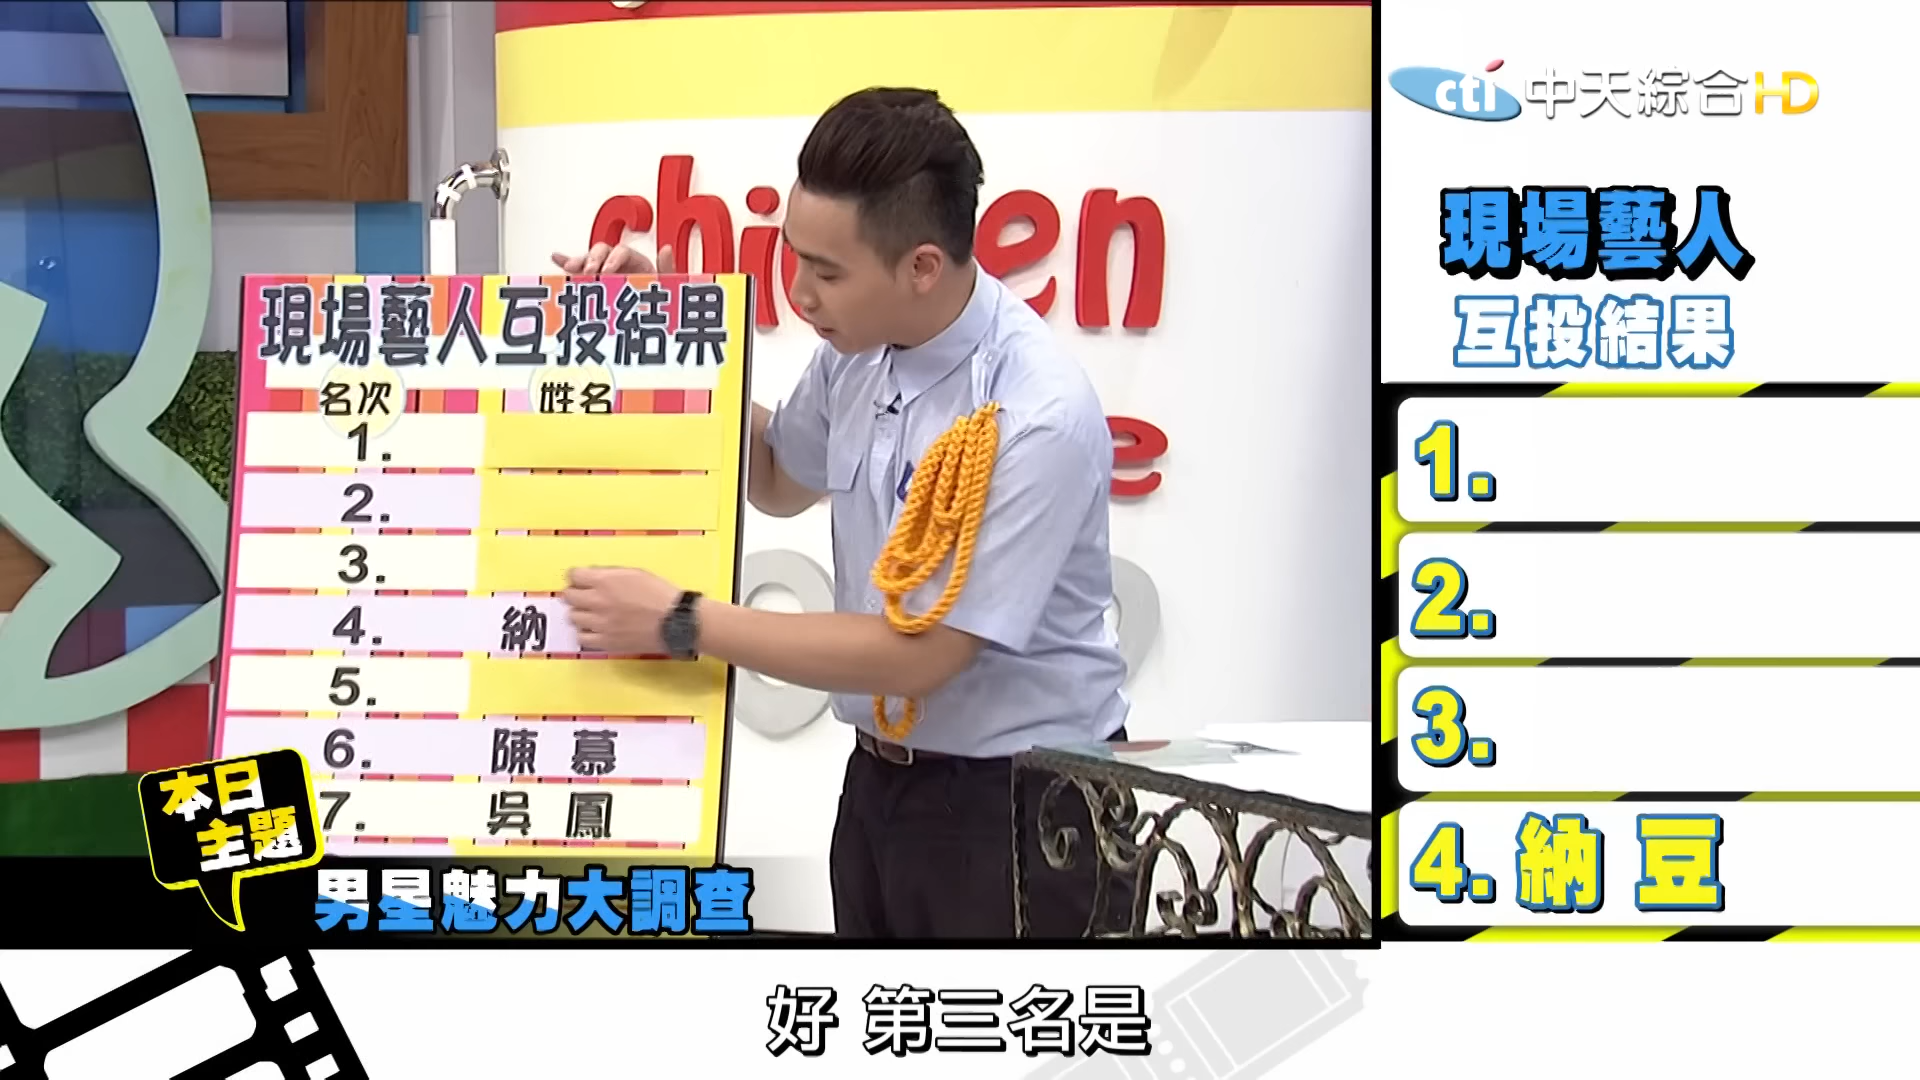 cti 中天綜合HD
現場藝人
互投結果
1.
2.
3.
4. 納 豆
現場藝人互投結果
名次 姓名
1.
2.
3.
4. 納
5.
6. 陳 慕
7. 吳 鳳
本日
主題
男星魅力大調查
好 第三名是